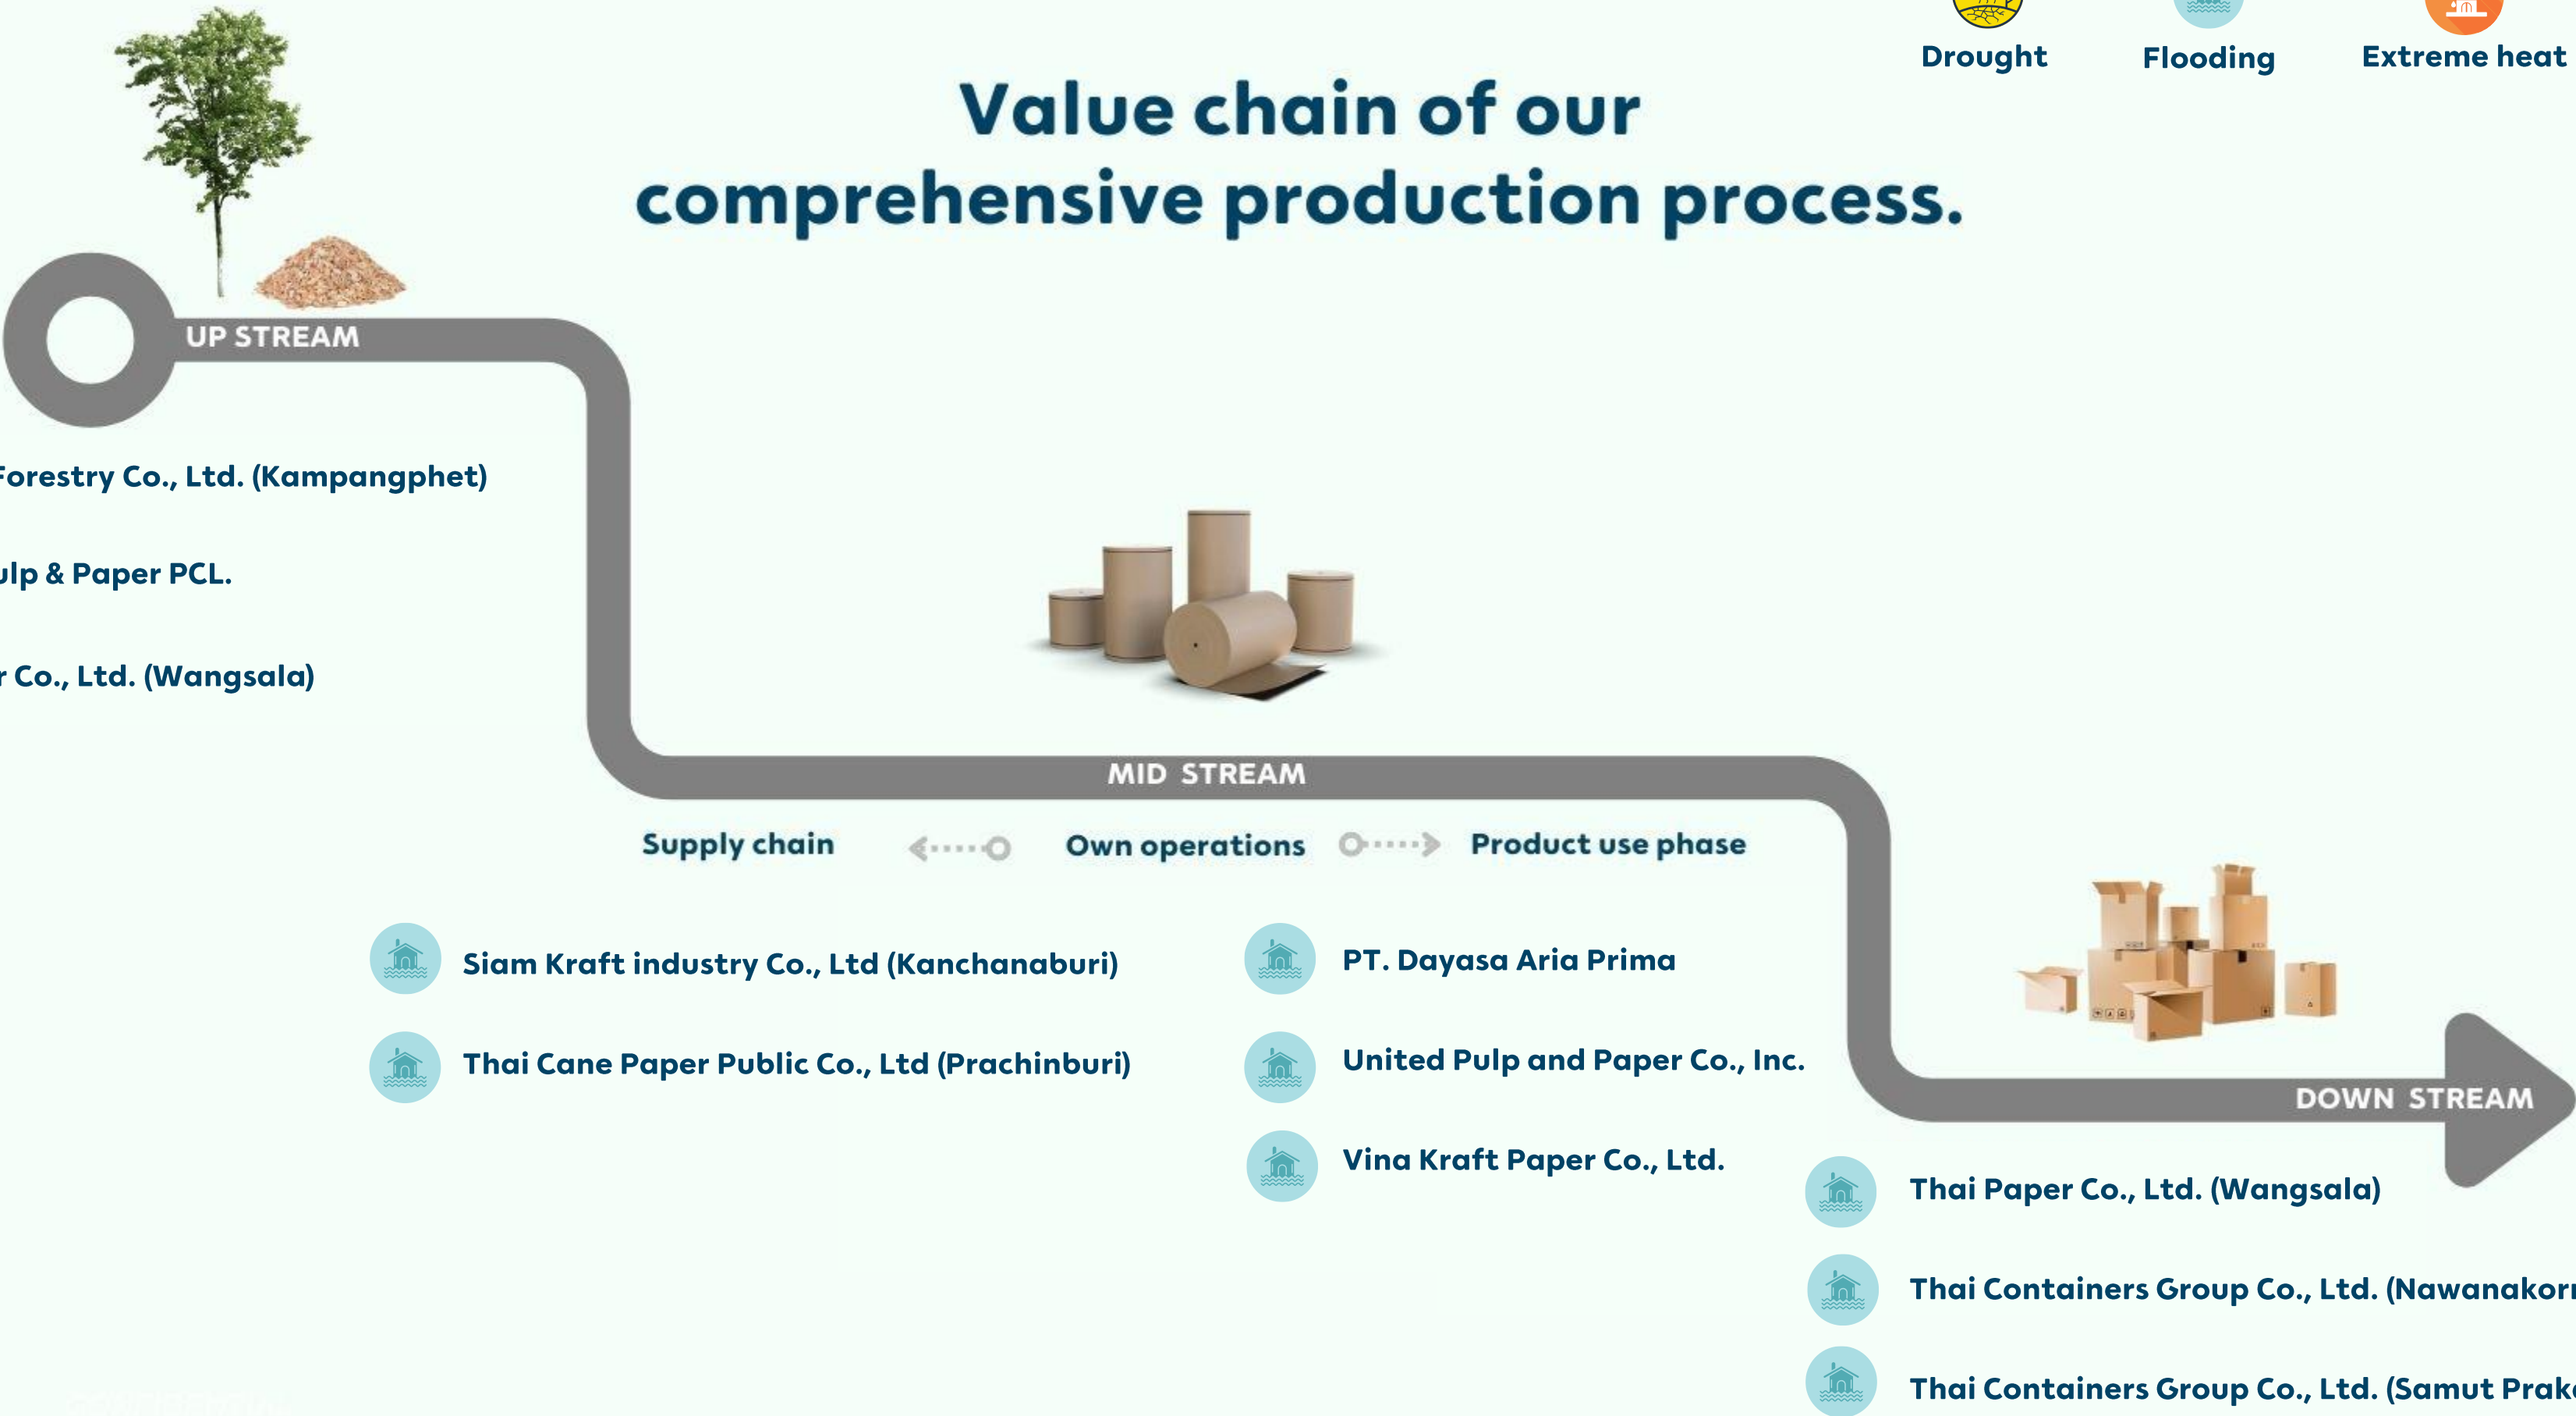 Drought
Flooding
Extreme heat
Value chain of our
comprehensive production process.
UP STREAM
Forestry Co., Ltd. (Kampangphet)
& Paper PCL.
Co., Ltd. (Wangsala)
MID STREAM
Supply chain
Own operations
Product use phase
Siam Kraft industry Co., Ltd (Kanchanaburi)
Thai Cane Paper Public Co., Ltd (Prachinburi)
PT. Dayasa Aria Prima
United Pulp and Paper Co., Inc.
Vina Kraft Paper Co., Ltd.
DOWN STREAM
Thai Paper Co., Ltd. (Wangsala)
Thai Containers Group Co., Ltd. (Nawanakorn
Thai Containers Group Co., Ltd. (Samut